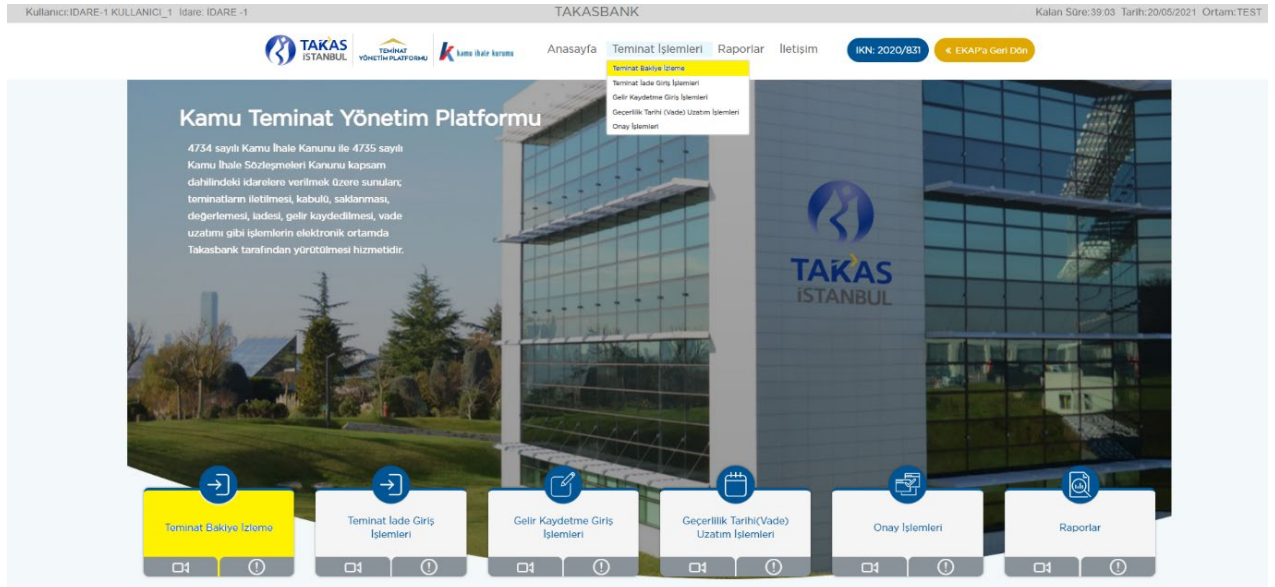 Kullanıcı:IDARE-1 KULLANICI_1 Idare: IDARE -1
TAKASBANK
Kalan Süre:39:03 Tarih:20/05/2021 Ortam:TEST
TAKAS
İSTANBUL
TEMİNAT
YÖNETİM PLATFORMU
kamu ihale kurumu
Anasayfa Teminat İşlemleri Raporlar İletişim
IKN: 2020/831
« EKAP'a Geri Dön
Teminat Bakiye İzleme
Teminat İade Giriş İşlemleri
Gelir Kaydetme Giriş İşlemleri
Geçerlilik Tarihi (Vade) Uzatım İşlemleri
Onay İşlemleri
Kamu Teminat Yönetim Platformu
4734 sayılı Kamu İhale Kanunu ile 4735 sayılı
Kamu İhale Sözleşmeleri Kanunu kapsam
dahilindeki idarelere verilmek üzere sunulan;
teminatların iletilmesi, kabulü, saklanması,
değerlemesi, iadesi, gelir kaydedilmesi, vade
uzatımı gibi işlemlerin elektronik ortamda
Takasbank tarafından yürütülmesi hizmetidir.
TAKAS
İSTANBUL
Teminat Bakiye İzleme
Teminat İade Giriş
İşlemleri
Gelir Kaydetme Giriş
İşlemleri
Geçerlilik Tarihi(Vade)
Uzatım İşlemleri
Onay İşlemleri
Raporlar